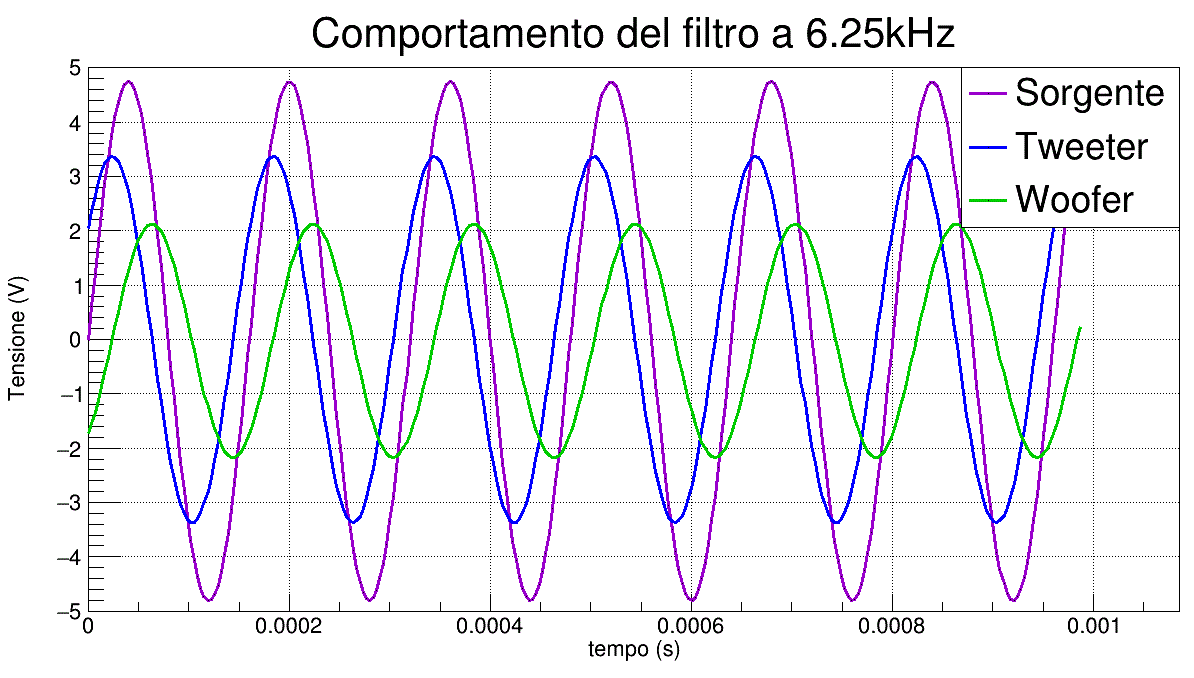 Comportamento del filtro a 6.25kHz
Sorgente
Tweeter
Woofer
Tensione (V)
5
4
3
2
1
0
−1
−2
−3
−4
−5
0 0.0002 0.0004 0.0006 0.0008 0.001
tempo (s)